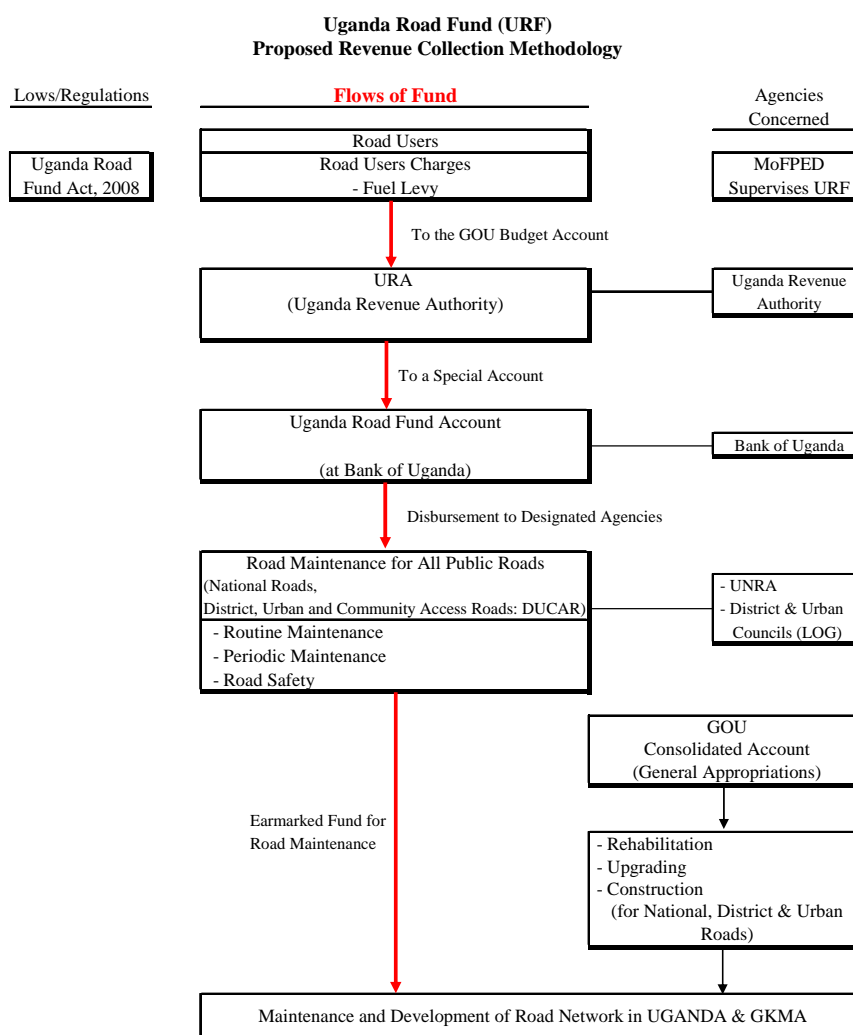 Uganda Road Fund (URF)
Proposed Revenue Collection Methodology
Lows/Regulations
Flows of Fund
Agencies
Concerned
Road Users
Uganda Road
Fund Act, 2008
Road Users Charges
- Fuel Levy
MoFPED
Supervises URF
To the GOU Budget Account
URA
(Uganda Revenue Authority)
Uganda Revenue
Authority
To a Special Account
Uganda Road Fund Account
(at Bank of Uganda)
Bank of Uganda
Disbursement to Designated Agencies
Road Maintenance for All Public Roads
(National Roads,
District, Urban and Community Access Roads: DUCAR)
- Routine Maintenance
- Periodic Maintenance
- Road Safety
- UNRA
- District & Urban
Councils (LOG)
GOU
Consolidated Account
(General Appropriations)
Earmarked Fund for
Road Maintenance
- Rehabilitation
- Upgrading
- Construction
(for National, District & Urban
Roads)
Maintenance and Development of Road Network in UGANDA & GKMA